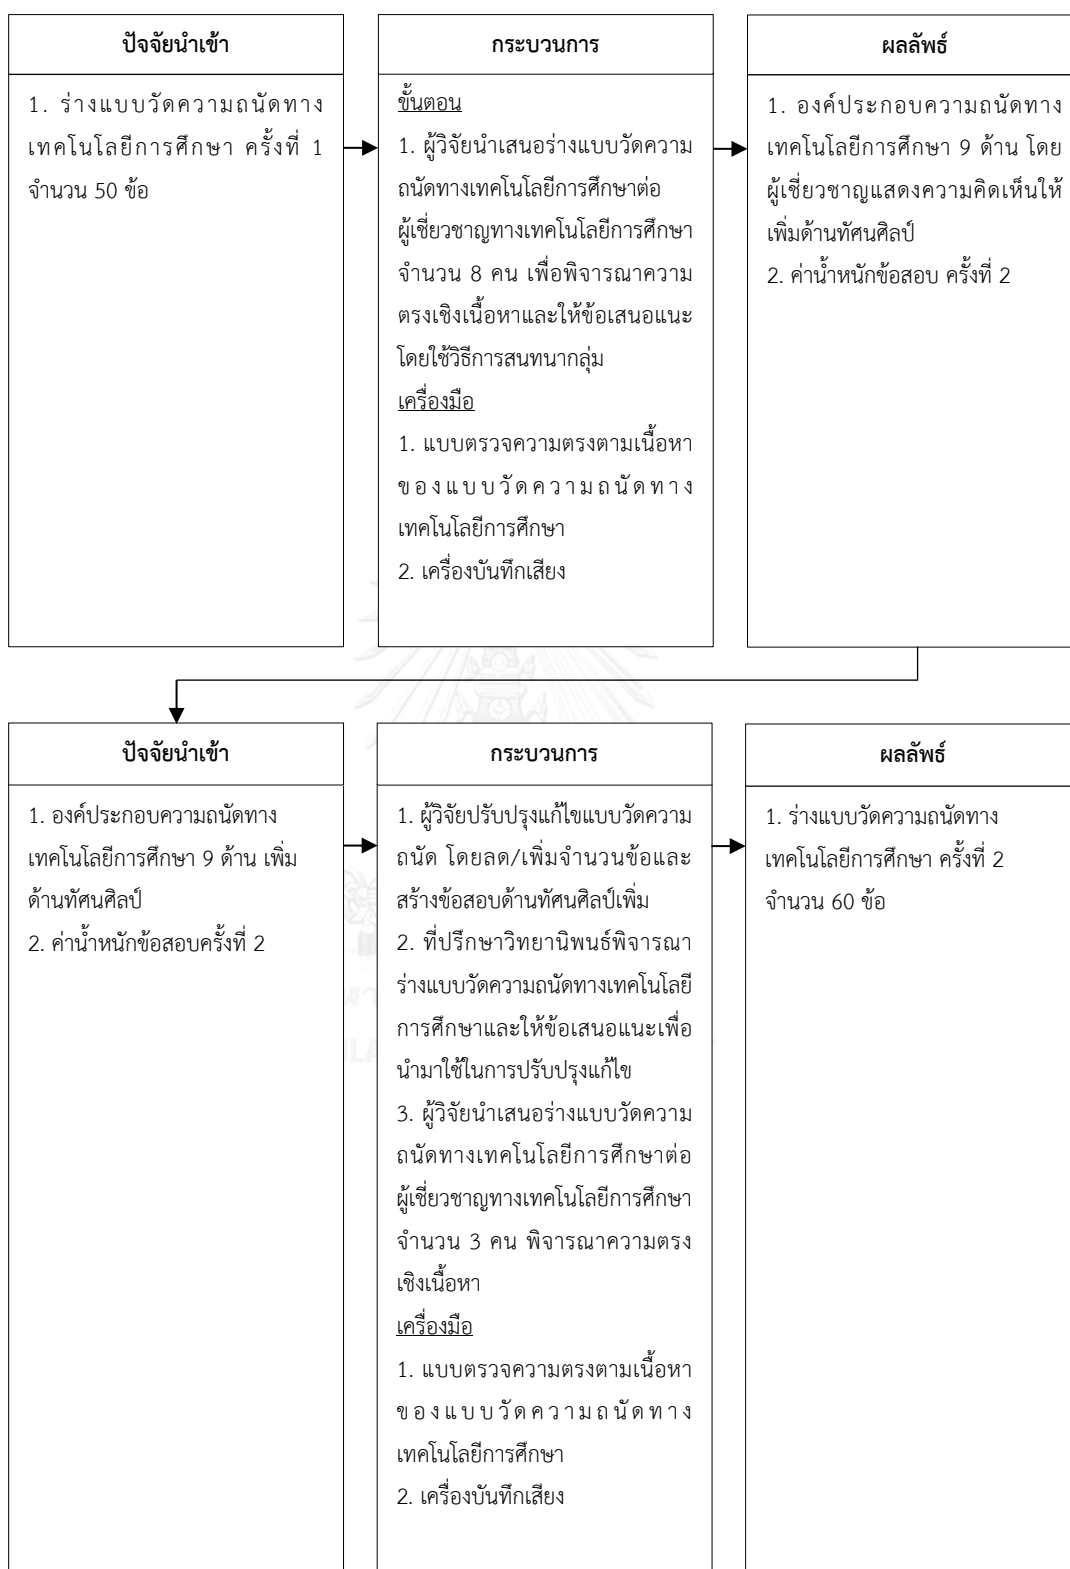 ปัจจัยนำเข้า
1. ร่างแบบวัดความถนัดทาง
เทคโนโลยีการศึกษา ครั้งที่ 1
จำนวน 50 ข้อ
กระบวนการ
ขั้นตอน
1. ผู้วิจัยนำเสนอร่างแบบวัดความ
ถนัดทางเทคโนโลยีการศึกษาต่อ
ผู้เชี่ยวชาญทางเทคโนโลยีการศึกษา
จำนวน 8 คน เพื่อพิจารณาความ
ตรงเชิงเนื้อหาและให้ข้อเสนอแนะ
โดยใช้วิธีการสนทนากลุ่ม
เครื่องมือ
1. แบบตรวจความตรงตามเนื้อหา
ของแบบวัดความถนัดทาง
เทคโนโลยีการศึกษา
2. เครื่องบันทึกเสียง
ผลลัพธ์
1. องค์ประกอบความถนัดทาง
เทคโนโลยีการศึกษา 9 ด้าน โดย
ผู้เชี่ยวชาญแสดงความคิดเห็นให้
เพิ่มด้านทัศนศิลป์
2. ค่าน้ำหนักข้อสอบ ครั้งที่ 2
ปัจจัยนำเข้า
1. องค์ประกอบความถนัดทาง
เทคโนโลยีการศึกษา 9 ด้าน เพิ่ม
ด้านทัศนศิลป์
2. ค่าน้ำหนักข้อสอบครั้งที่ 2
กระบวนการ
1. ผู้วิจัยปรับปรุงแก้ไขแบบวัดความ
ถนัด โดยลด/เพิ่มจำนวนข้อและ
สร้างข้อสอบด้านทัศนศิลป์เพิ่ม
2. ที่ปรึกษาวิทยานิพนธ์พิจารณา
ร่างแบบวัดความถนัดทางเทคโนโลยี
การศึกษาและให้ข้อเสนอแนะเพื่อ
นำมาใช้ในการปรับปรุงแก้ไข
3. ผู้วิจัยนำเสนอร่างแบบวัดความ
ถนัดทางเทคโนโลยีการศึกษาต่อ
ผู้เชี่ยวชาญทางเทคโนโลยีการศึกษา
จำนวน 3 คน พิจารณาความตรง
เชิงเนื้อหา
เครื่องมือ
1. แบบตรวจความตรงตามเนื้อหา
ของแบบวัดความถนัดทาง
เทคโนโลยีการศึกษา
2. เครื่องบันทึกเสียง
ผลลัพธ์
1. ร่างแบบวัดความถนัดทาง
เทคโนโลยีการศึกษา ครั้งที่ 2
จำนวน 60 ข้อ